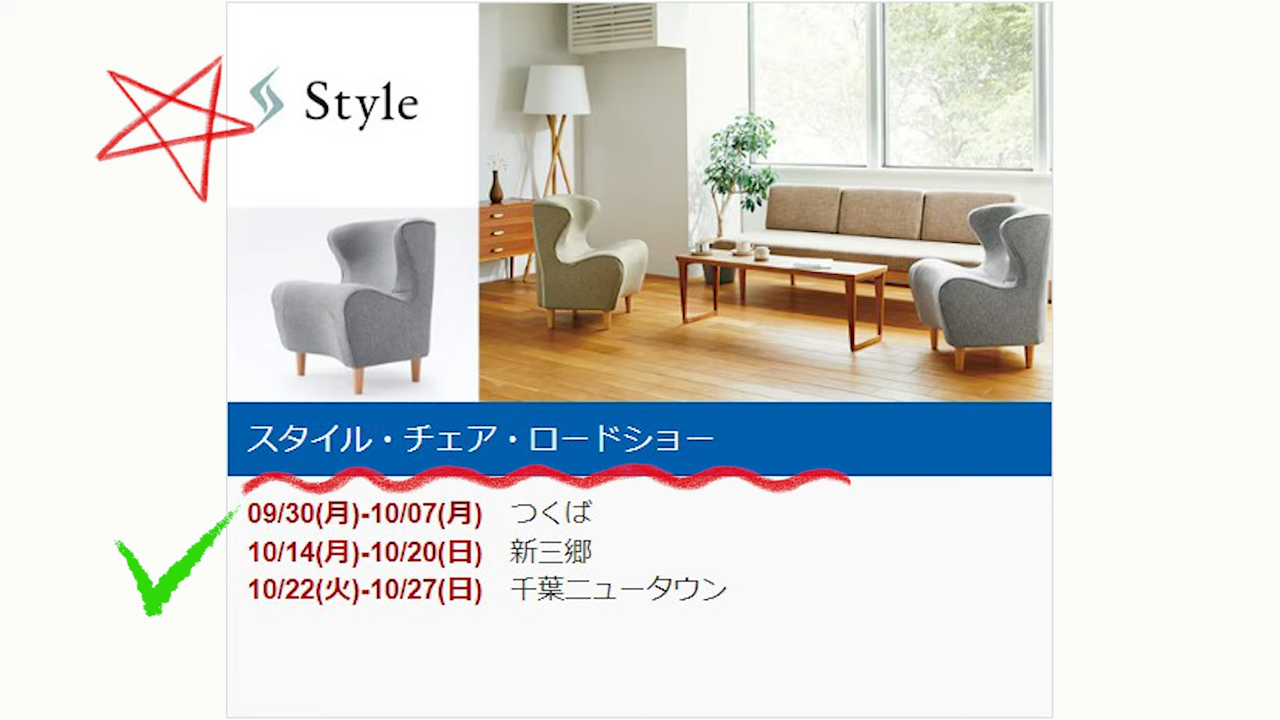 Style
スタイル・チェア・ロードショー
09/30(月)-10/07(月) つくば
10/14(月)-10/20(日) 新三郷
10/22(火)-10/27(日) 千葉ニュータウン